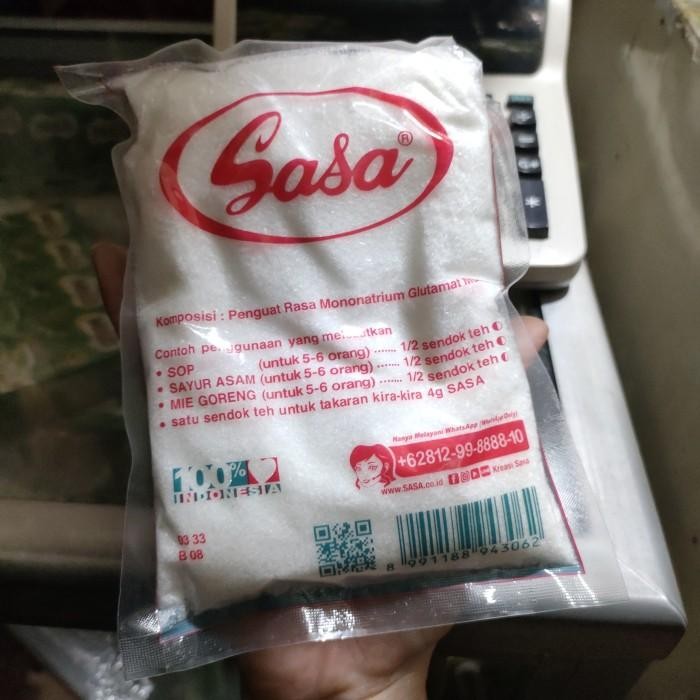 Sasa®
Komposisi : Penguat Rasa Mononatrium Glutamat
Contoh penggunaan yang melezatkan
• SOP (untuk 5-6 orang) ....... 1/2 sendok teh
• SAYUR ASAM (untuk 5-6 orang) ...... 1/2 sendok teh
• MIE GORENG (untuk 5-6 orang) ....... 1/2 sendok teh
• satu sendok teh untuk takaran kira-kira 4g SASA
Hanya Melayani WhatsApp (WhatsApp Only)
+62812-99-8888-10
www.SASA.co.id Kreasi Sasa
100%
INDONESIA
03 33
B 08
8 991188 943062
*